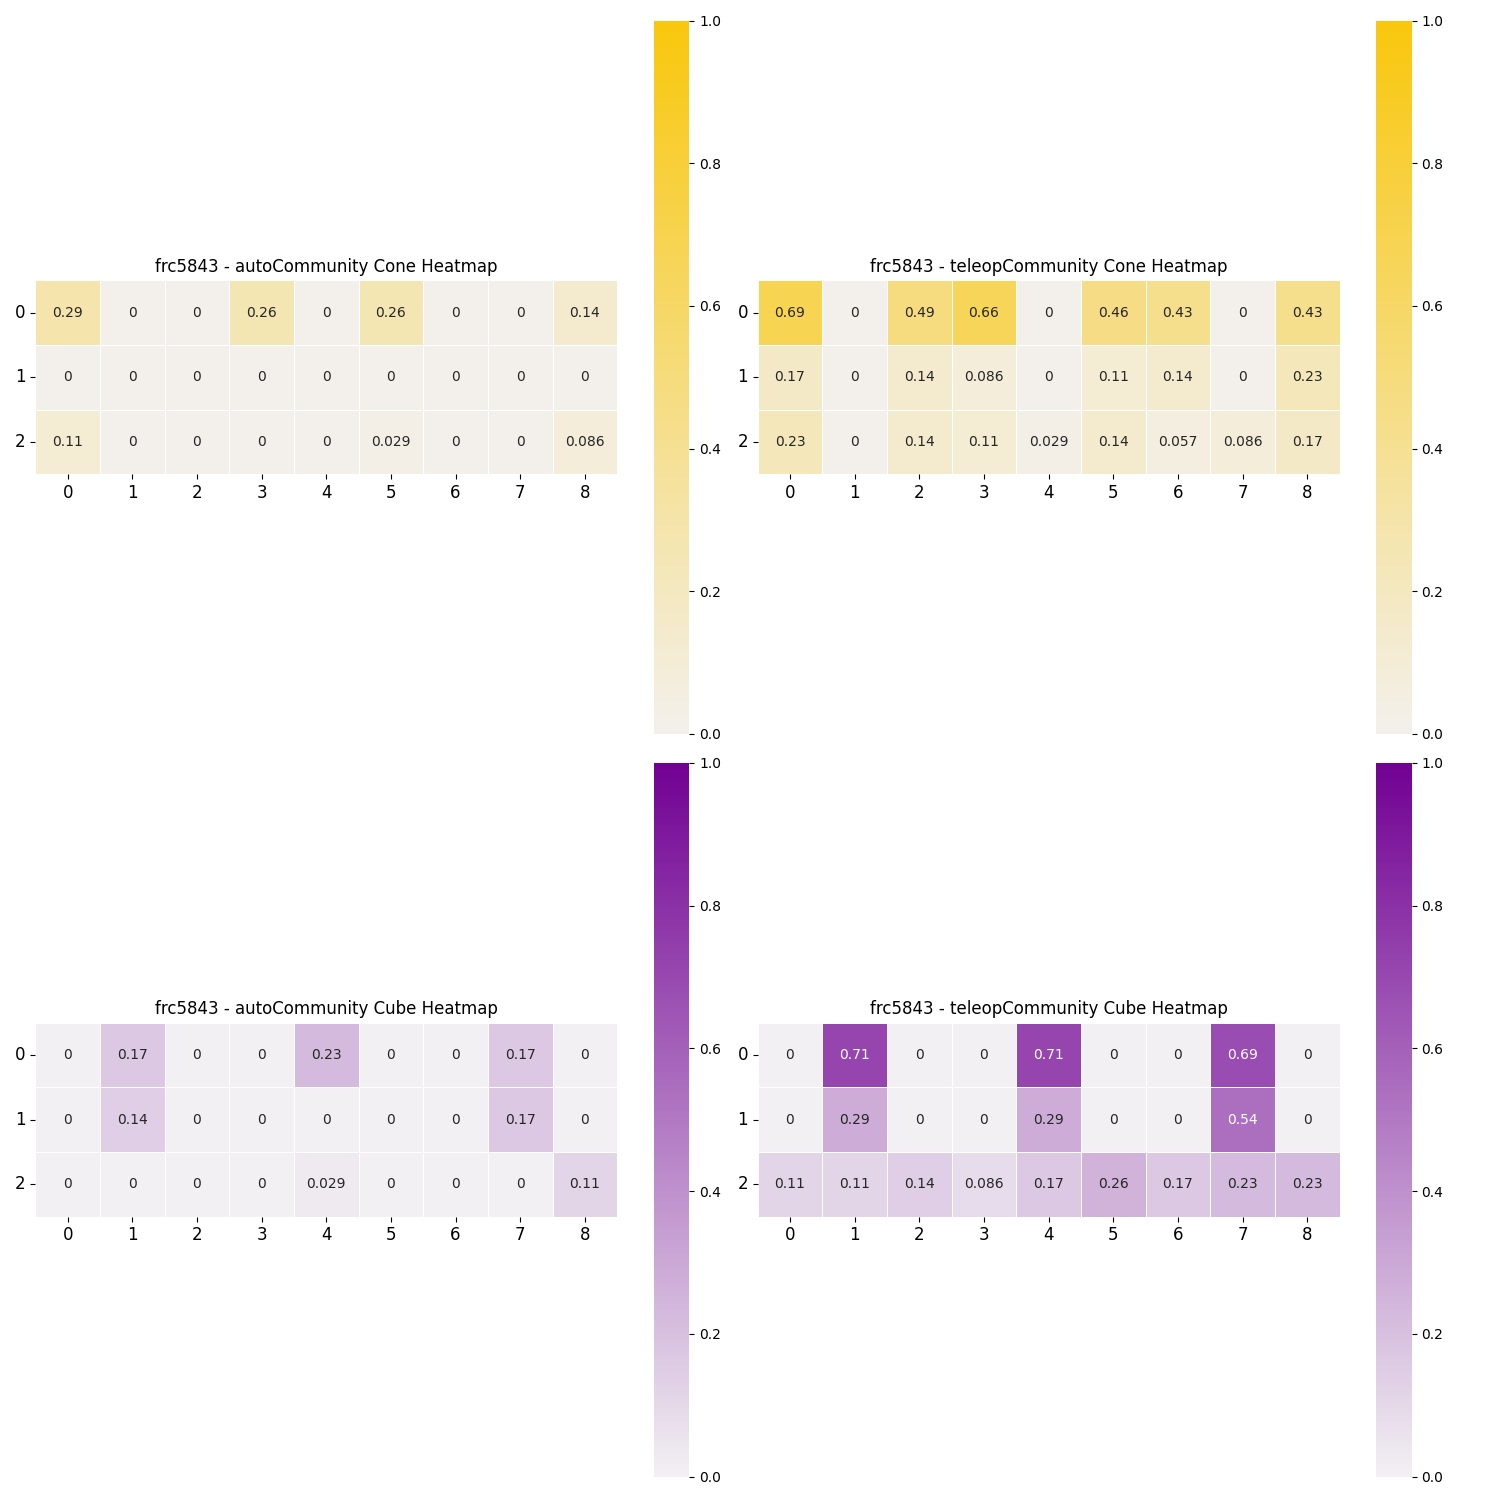 frc5843 - autoCommunity Cone Heatmap
0 0.29 0 0 0.26 0 0.26 0 0 0.14
1 0 0 0 0 0 0 0 0 0
2 0.11 0 0 0 0 0.029 0 0 0.086
0 1 2 3 4 5 6 7 8
1.0
0.8
0.6
0.4
0.2
0.0
frc5843 - teleopCommunity Cone Heatmap
0 0.69 0 0.49 0.66 0 0.46 0.43 0 0.43
1 0.17 0 0.14 0.086 0 0.11 0.14 0 0.23
2 0.23 0 0.14 0.11 0.029 0.14 0.057 0.086 0.17
0 1 2 3 4 5 6 7 8
1.0
0.8
0.6
0.4
0.2
0.0
frc5843 - autoCommunity Cube Heatmap
0 0 0.17 0 0 0.23 0 0 0.17 0
1 0 0.14 0 0 0 0 0 0.17 0
2 0 0 0 0 0.029 0 0 0 0.11
0 1 2 3 4 5 6 7 8
1.0
0.8
0.6
0.4
0.2
0.0
frc5843 - teleopCommunity Cube Heatmap
0 0 0.71 0 0 0.71 0 0 0.69 0
1 0 0.29 0 0 0.29 0 0 0.54 0
2 0.11 0.11 0.14 0.086 0.17 0.26 0.17 0.23 0.23
0 1 2 3 4 5 6 7 8
1.0
0.8
0.6
0.4
0.2
0.0